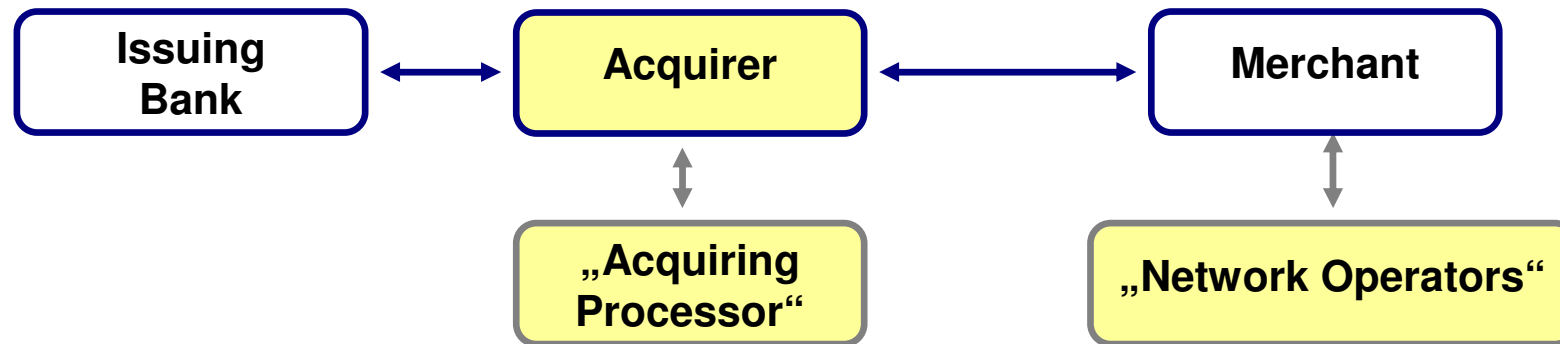 Issuing
Bank
Acquirer
Merchant
„Acquiring
Processor“
„Network Operators“